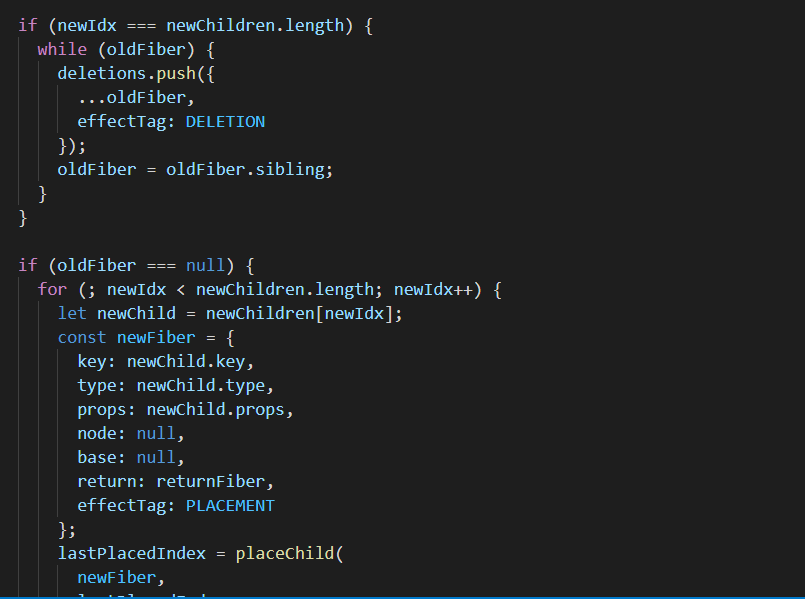 if (newIdx === newChildren.length) {
while (oldFiber) {
deletions.push({
...oldFiber,
effectTag: DELETION
});
oldFiber = oldFiber.sibling;
}
}
if (oldFiber === null) {
for (; newIdx < newChildren.length; newIdx++) {
let newChild = newChildren[newIdx];
const newFiber = {
key: newChild.key,
type: newChild.type,
props: newChild.props,
node: null,
base: null,
return: returnFiber,
effectTag: PLACEMENT
};
lastPlacedIndex = placeChild(
newFiber,